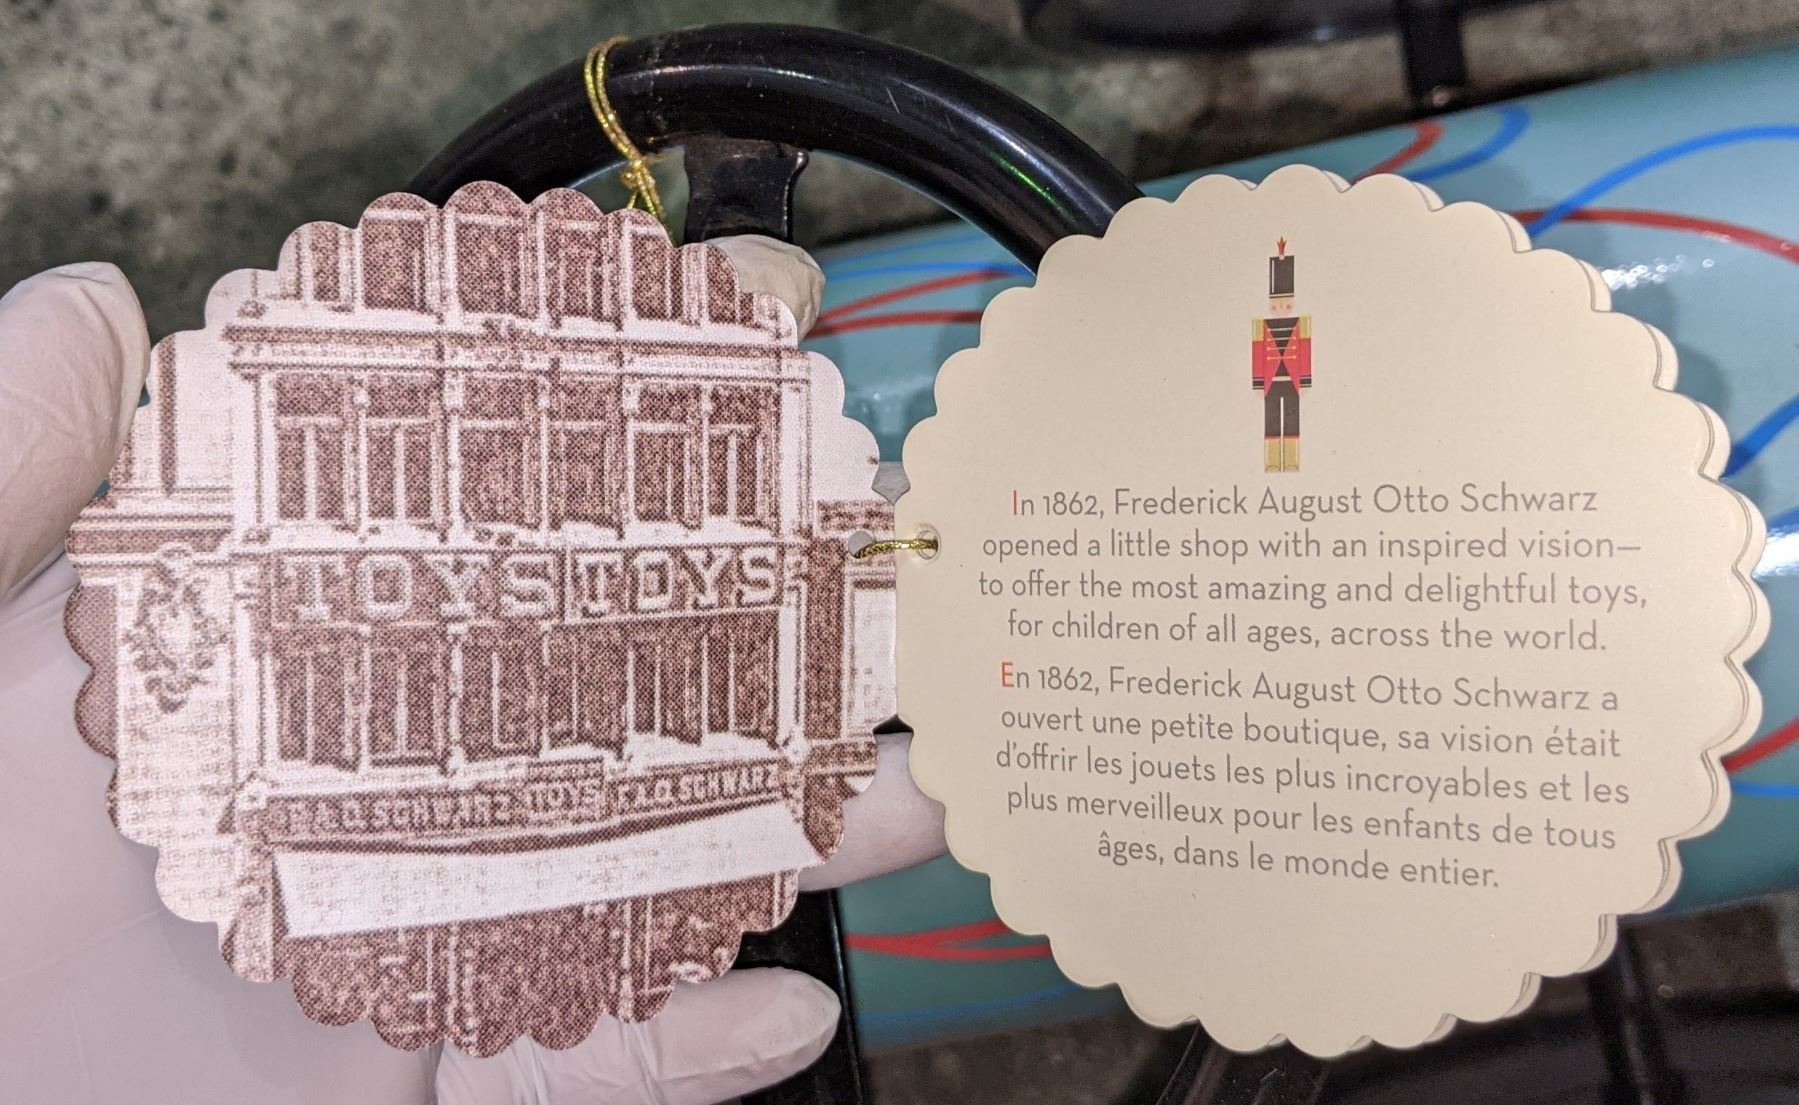 TOYS TOYS
F.A.O. SCHWARZ TOYS F.A.O. SCHWARZ
In 1862, Frederick August Otto Schwarz
opened a little shop with an inspired vision—
to offer the most amazing and delightful toys,
for children of all ages, across the world.
En 1862, Frederick August Otto Schwarz a
ouvert une petite boutique, sa vision était
d'offrir les jouets les plus incroyables et les
plus merveilleux pour les enfants de tous
âges, dans le monde entier.